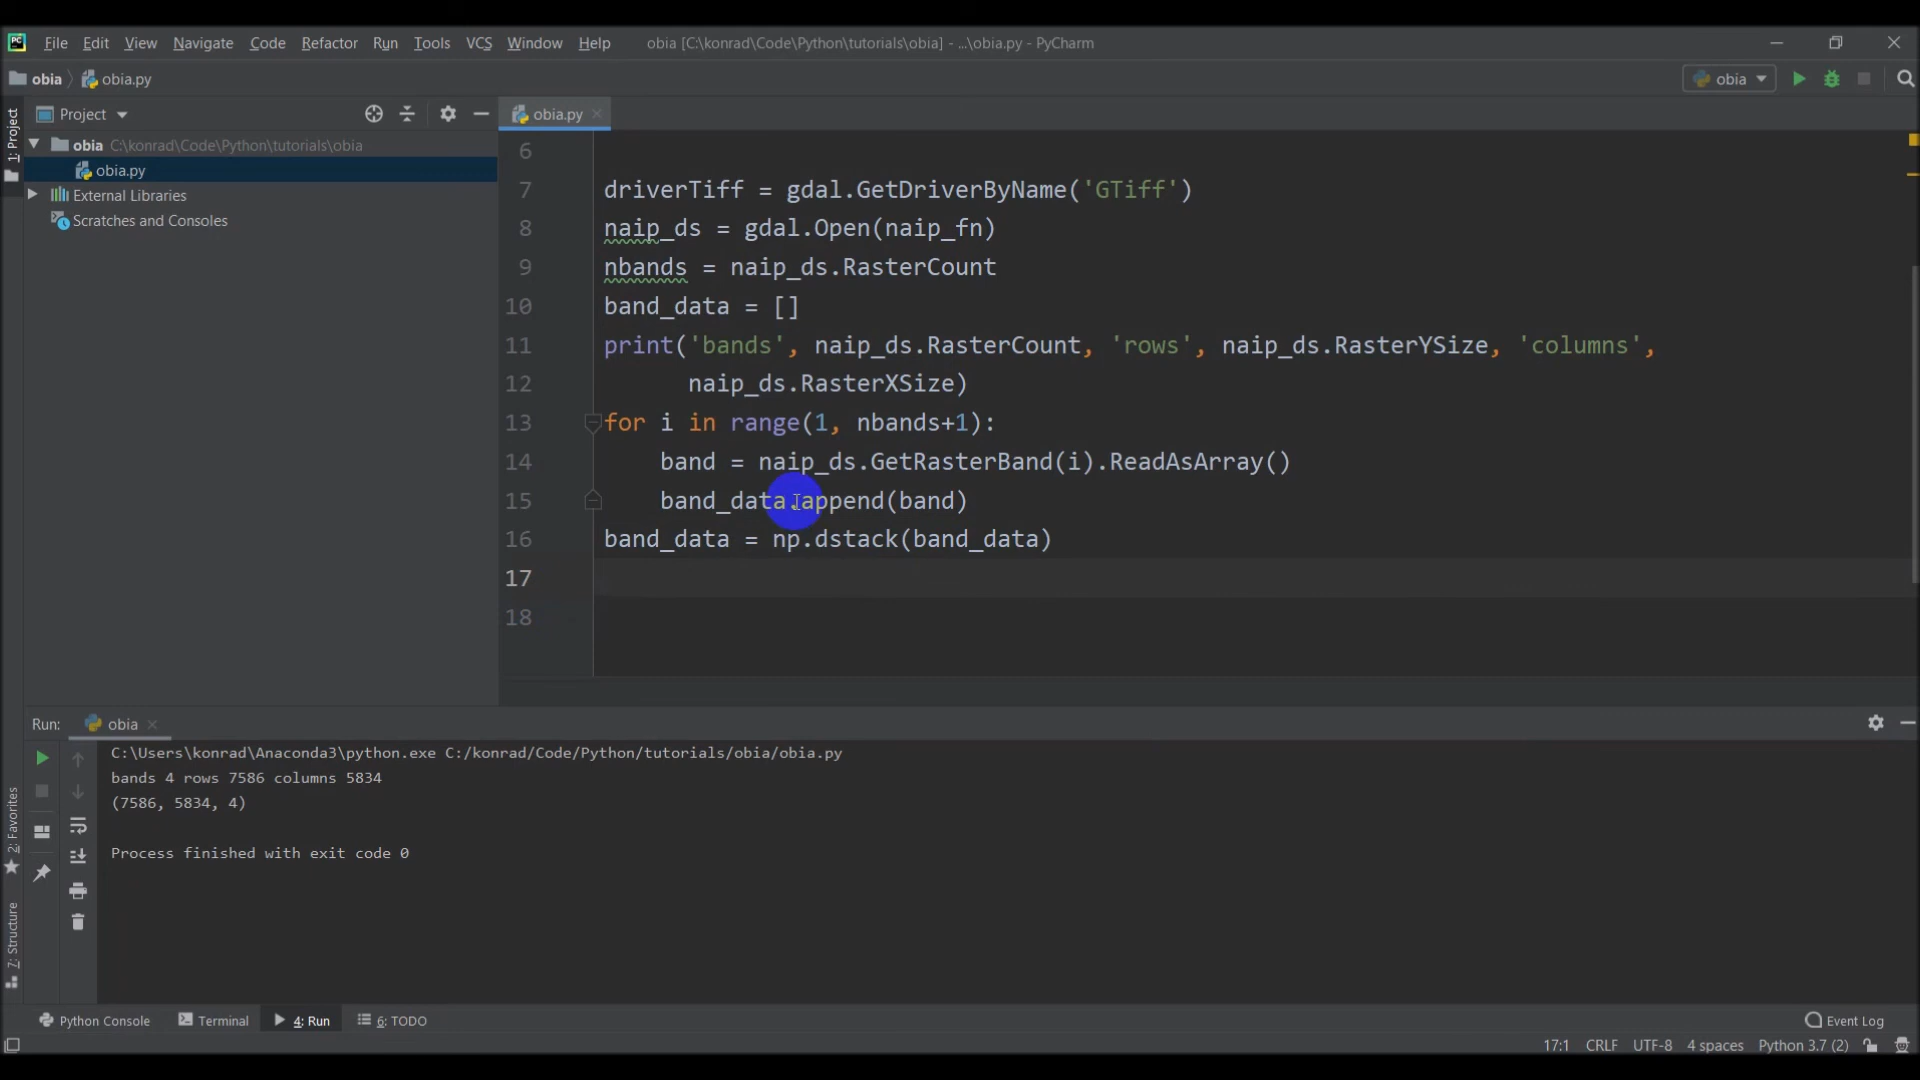 PC File Edit View Navigate Code Refactor Run Tools VCS Window Help obia [C:\konrad\Code\Python\tutorials\obia] - ...\obia.py - PyCharm
obia obia.py obia
1: Project Project obia.py
obia C:\konrad\Code\Python\tutorials\obia
obia.py
External Libraries
Scratches and Consoles
6
7 driverTiff = gdal.GetDriverByName('GTiff')
8 naip_ds = gdal.Open(naip_fn)
9 nbands = naip_ds.RasterCount
10 band_data = []
11 print('bands', naip_ds.RasterCount, 'rows', naip_ds.RasterYSize, 'columns',
12 naip_ds.RasterXSize)
13 for i in range(1, nbands+1):
14 band = naip_ds.GetRasterBand(i).ReadAsArray()
15 band_data.append(band)
16 band_data = np.dstack(band_data)
17
18
Run: obia
C:\Users\konrad\Anaconda3\python.exe C:/konrad/Code/Python/tutorials/obia/obia.py
bands 4 rows 7586 columns 5834
(7586, 5834, 4)
Process finished with exit code 0
2: Favorites
7: Structure
Python Console Terminal 4: Run 6: TODO Event Log
17:1 CRLF UTF-8 4 spaces Python 3.7 (2)